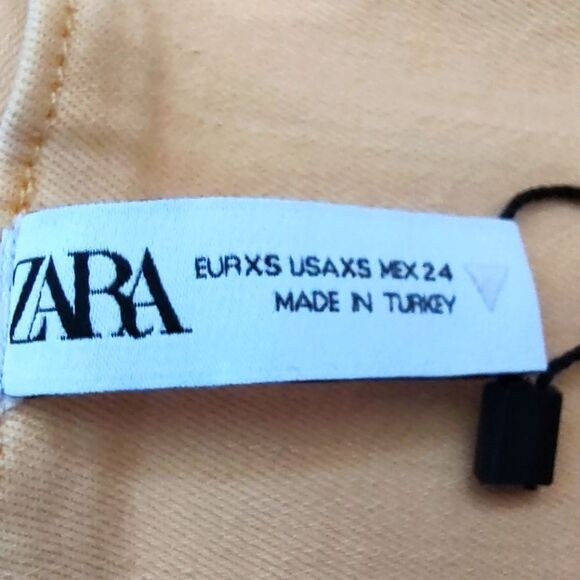 ZARA
EUR XS USA XS MEX 24
MADE IN TURKEY